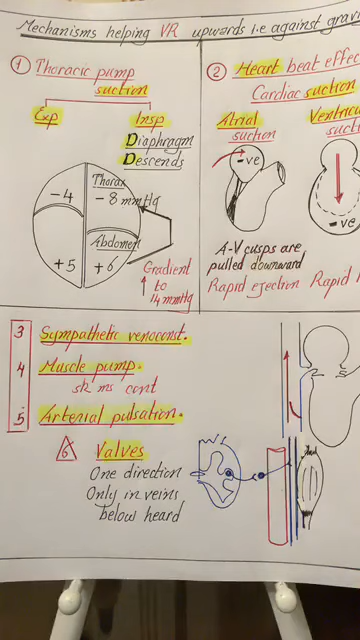 Mechanisms helping VR upwards i.e against grav
① Thoracic pump
suction
Exp
Insp
Diaphragm
Descends
Thorax
-4
-8 mmHg
Abdomen
+5
+6
Gradient
↑ to
14 mmHg
② Heart beat effe
Cardiac suction
Atrial
suction
Ventric
sucti
-ve
-ve
A-V cusps are
pulled downward
Rapid ejection
Rapid
3 Sympathetic venoconst.
4 Muscle pump.
sk ms cont
5 Arterial pulsation.
6 Valves
One direction
Only in veins
below heard